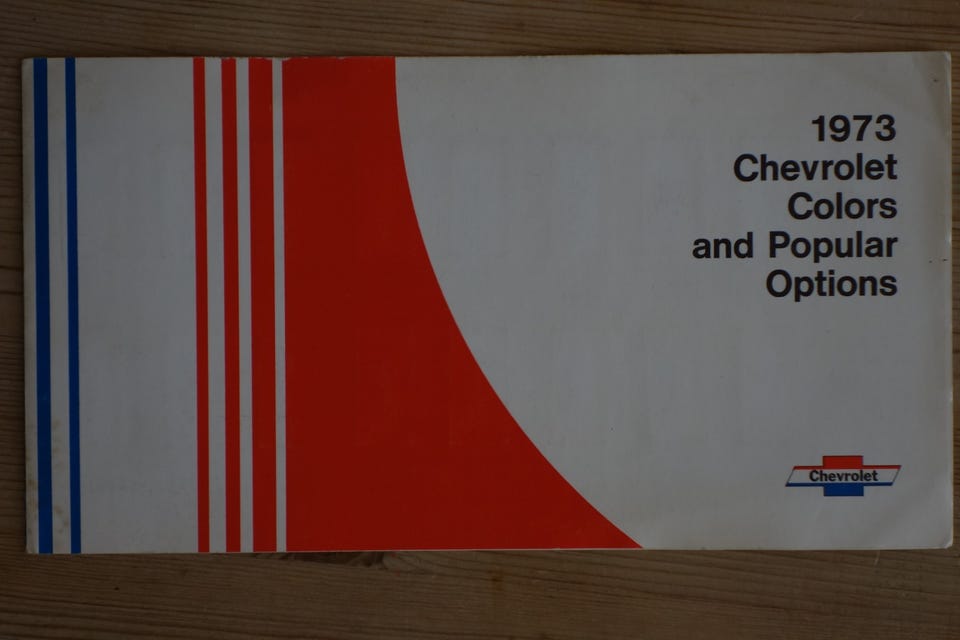 1973
Chevrolet
Colors
and Popular
Options
Chevrolet